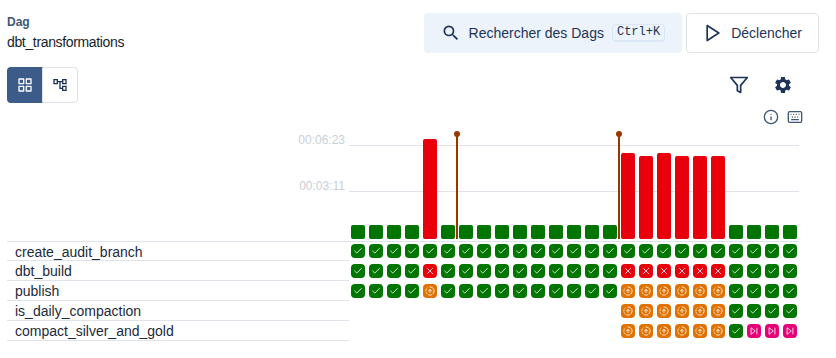 Dag
dbt_transformations
Rechercher des Dags Ctrl+K
Déclencher
00:06:23
00:03:11
create_audit_branch
dbt_build
publish
is_daily_compaction
compact_silver_and_gold